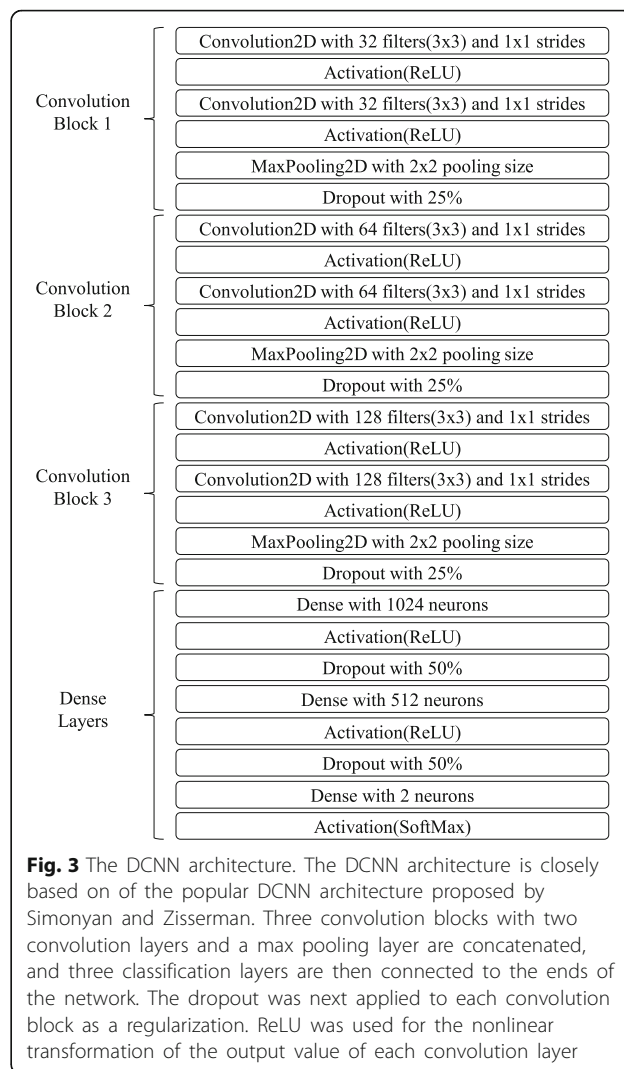 Convolution2D with 32 filters(3x3) and 1x1 strides
Activation(ReLU)
Convolution
Block 1
Convolution2D with 32 filters(3x3) and 1x1 strides
Activation(ReLU)
MaxPooling2D with 2x2 pooling size
Dropout with 25%
Convolution2D with 64 filters(3x3) and 1x1 strides
Activation(ReLU)
Convolution
Block 2
Convolution2D with 64 filters(3x3) and 1x1 strides
Activation(ReLU)
MaxPooling2D with 2x2 pooling size
Dropout with 25%
Convolution2D with 128 filters(3x3) and 1x1 strides
Activation(ReLU)
Convolution
Block 3
Convolution2D with 128 filters(3x3) and 1x1 strides
Activation(ReLU)
MaxPooling2D with 2x2 pooling size
Dropout with 25%
Dense with 1024 neurons
Activation(ReLU)
Dropout with 50%
Dense
Layers
Dense with 512 neurons
Activation(ReLU)
Dropout with 50%
Dense with 2 neurons
Activation(SoftMax)
Fig. 3 The DCNN architecture. The DCNN architecture is closely
based on of the popular DCNN architecture proposed by
Simonyan and Zisserman. Three convolution blocks with two
convolution layers and a max pooling layer are concatenated,
and three classification layers are then connected to the ends of
the network. The dropout was next applied to each convolution
block as a regularization. ReLU was used for the nonlinear
transformation of the output value of each convolution layer